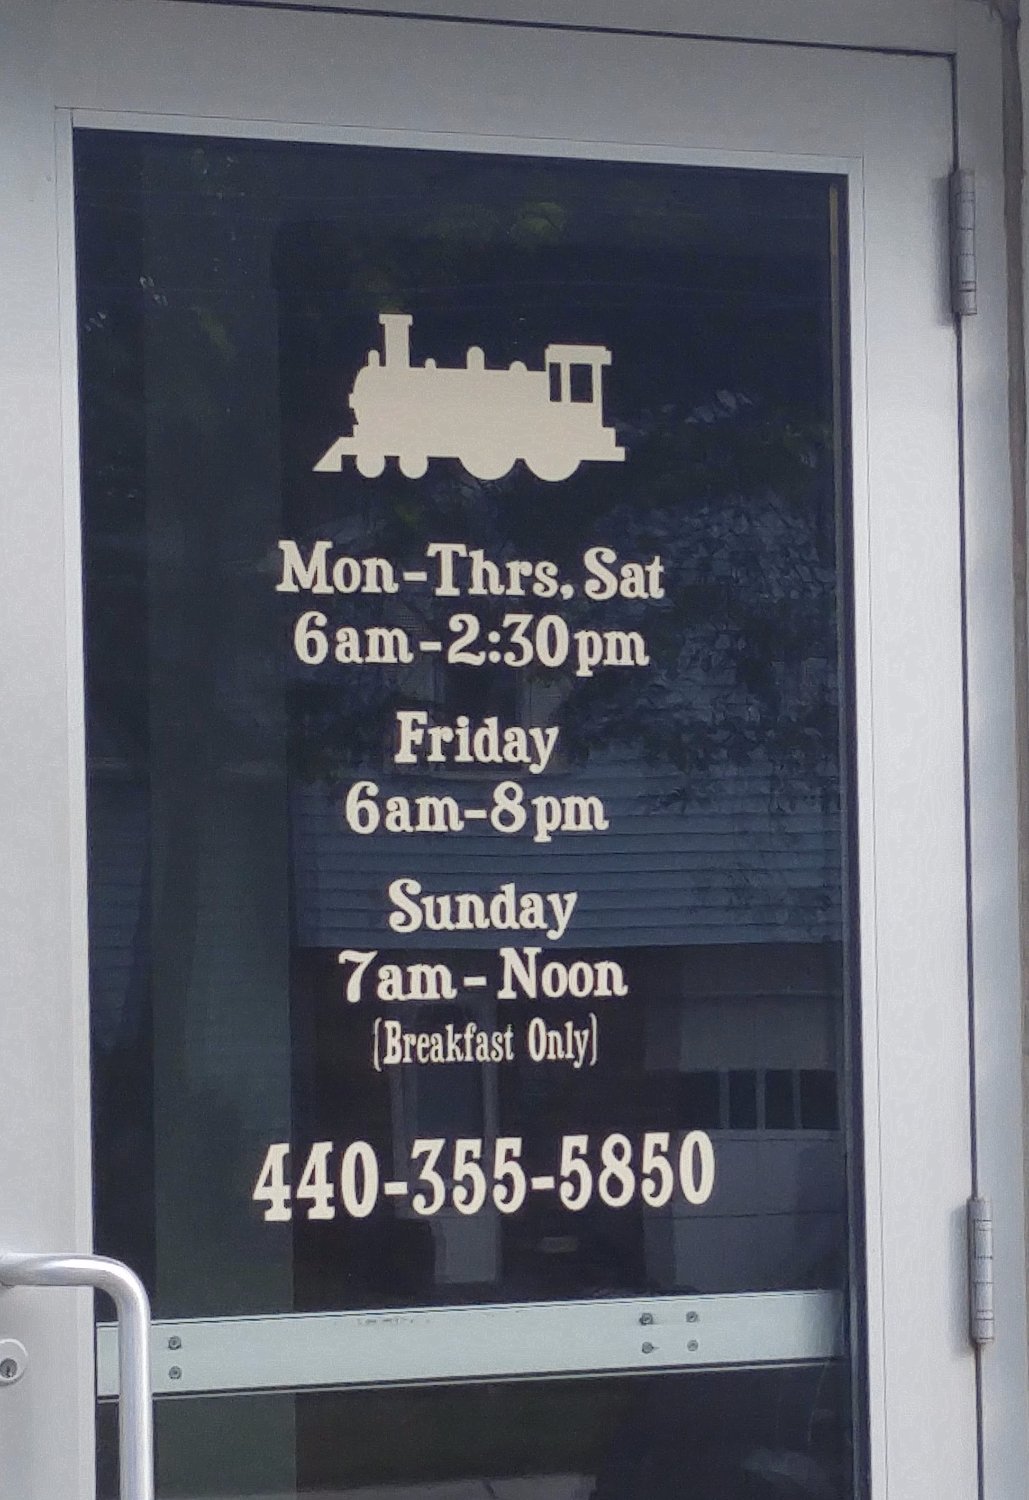 Mon-Thrs, Sat
6am-2:30pm
Friday
6am-8pm
Sunday
7am-Noon
(Breakfast Only)
440-355-5850